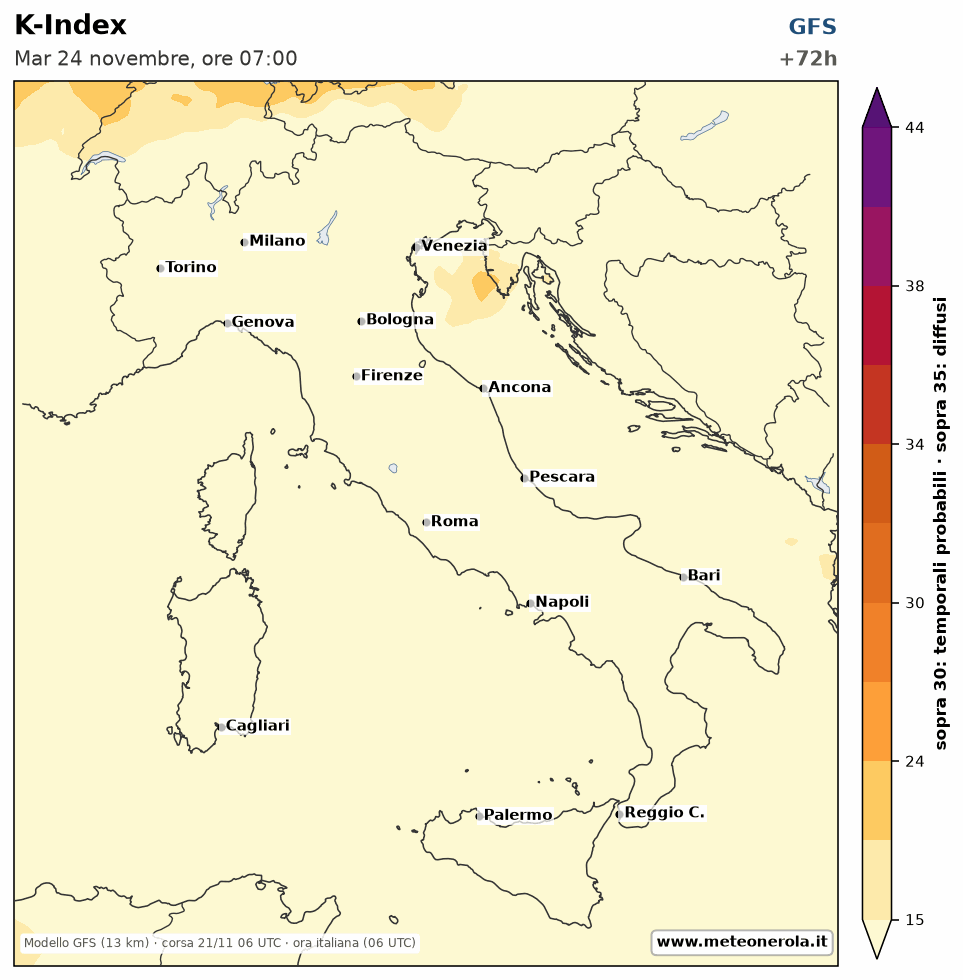 K-Index
GFS
Mar 24 novembre, ore 07:00
+72h
44
38
34
30
24
15
sopra 30: temporali probabili · sopra 35: diffusi
Milano
Venezia
Torino
Genova
Bologna
Firenze
Ancona
Pescara
Roma
Bari
Napoli
Cagliari
Palermo
Reggio C.
Modello GFS (13 km) · corsa 21/11 06 UTC · ora italiana (06 UTC)
www.meteonerola.it